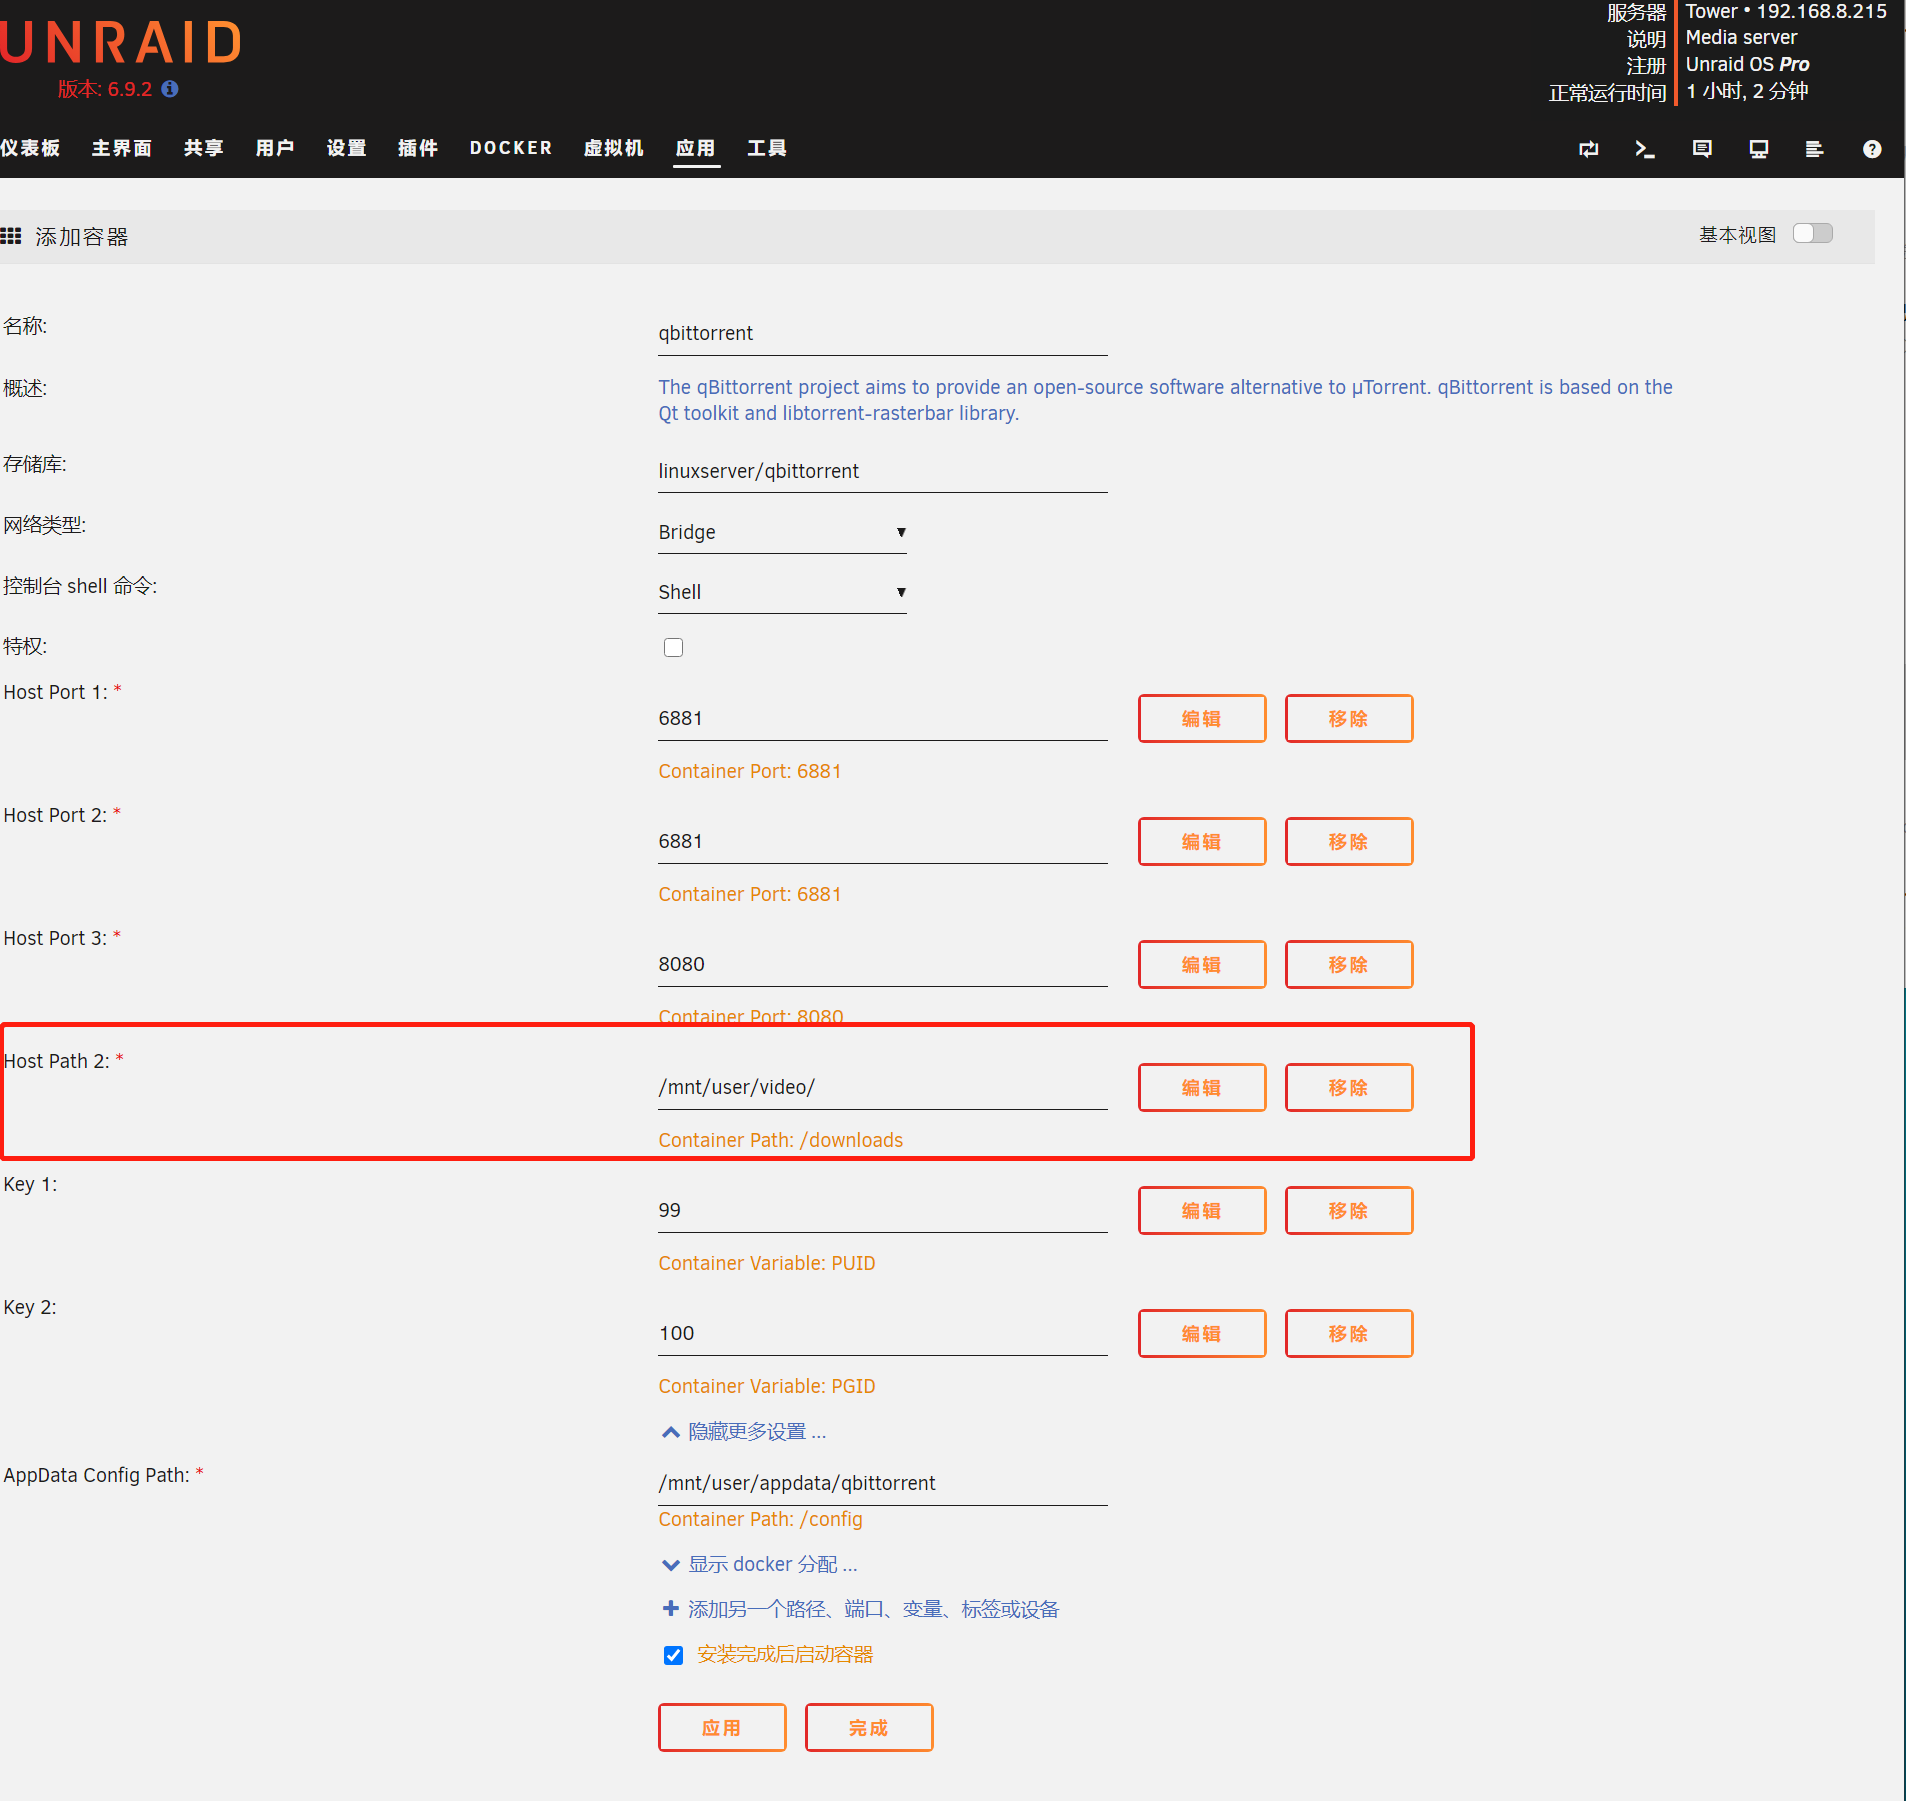 UNRAID
版本: 6.9.2
服务器 Tower • 192.168.8.215
说明 Media server
注册 Unraid OS Pro
正常运行时间 1 小时, 2 分钟
仪表板 主界面 共享 用户 设置 插件 DOCKER 虚拟机 应用 工具
添加容器
基本视图
名称:
qbittorrent
概述:
The qBittorrent project aims to provide an open-source software alternative to µTorrent. qBittorrent is based on the
Qt toolkit and libtorrent-rasterbar library.
存储库:
linuxserver/qbittorrent
网络类型:
Bridge
控制台 shell 命令:
Shell
特权:
Host Port 1: *
6881 编辑 移除
Container Port: 6881
Host Port 2: *
6881 编辑 移除
Container Port: 6881
Host Port 3: *
8080 编辑 移除
Container Port: 8080
Host Path 2: *
/mnt/user/video/ 编辑 移除
Container Path: /downloads
Key 1:
99 编辑 移除
Container Variable: PUID
Key 2:
100 编辑 移除
Container Variable: PGID
隐藏更多设置 ...
AppData Config Path: *
/mnt/user/appdata/qbittorrent
Container Path: /config
显示 docker 分配 ...
添加另一个路径、端口、变量、标签或设备
安装完成后启动容器
应用 完成